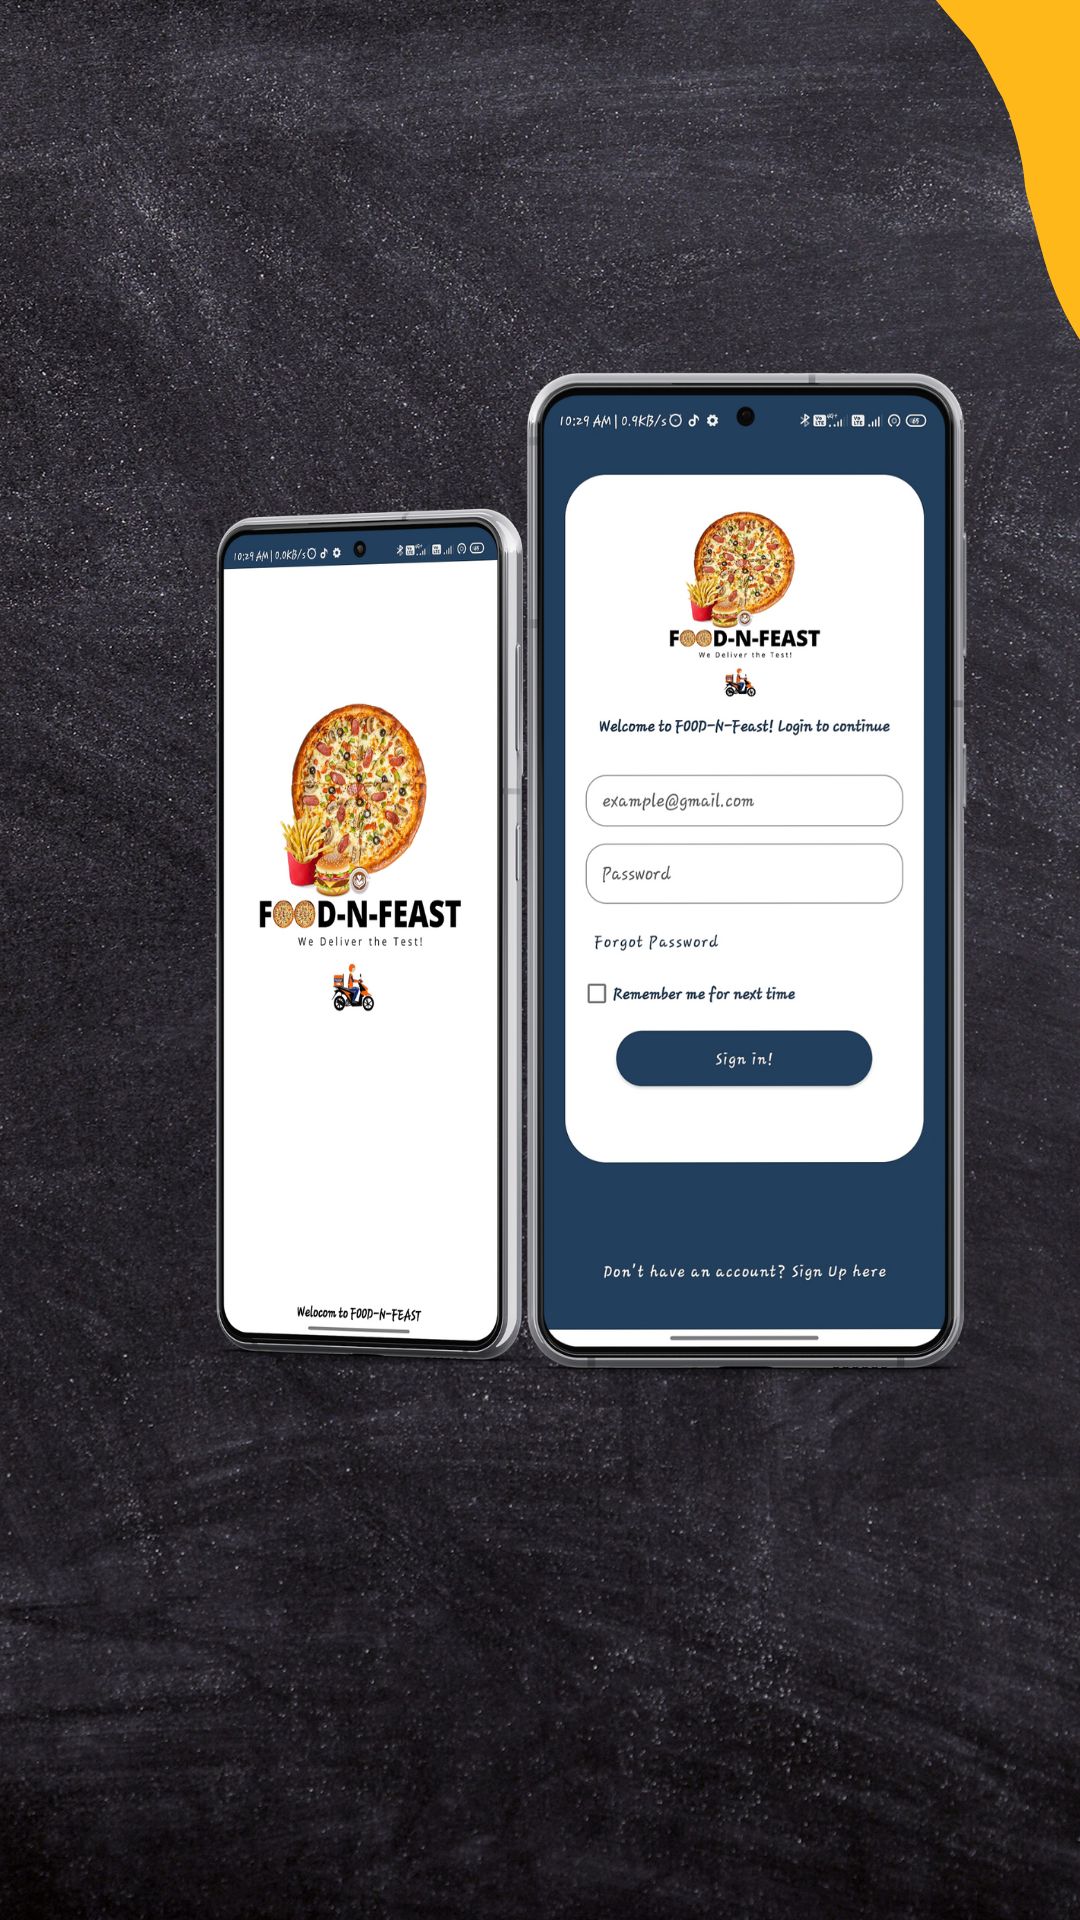 10:29 AM | 0.0KB/s
FOOD-N-FEAST
We Deliver the Test!
Welocom to FOOD-N-FEAST
10:29 AM | 0.9KB/s
65
FOOD-N-FEAST
We Deliver the Test!
Welcome to FOOD-N-Feast! Login to continue
example@gmail.com
Password
Forgot Password
Remember me for next time
Sign in!
Don't have an account? Sign Up here